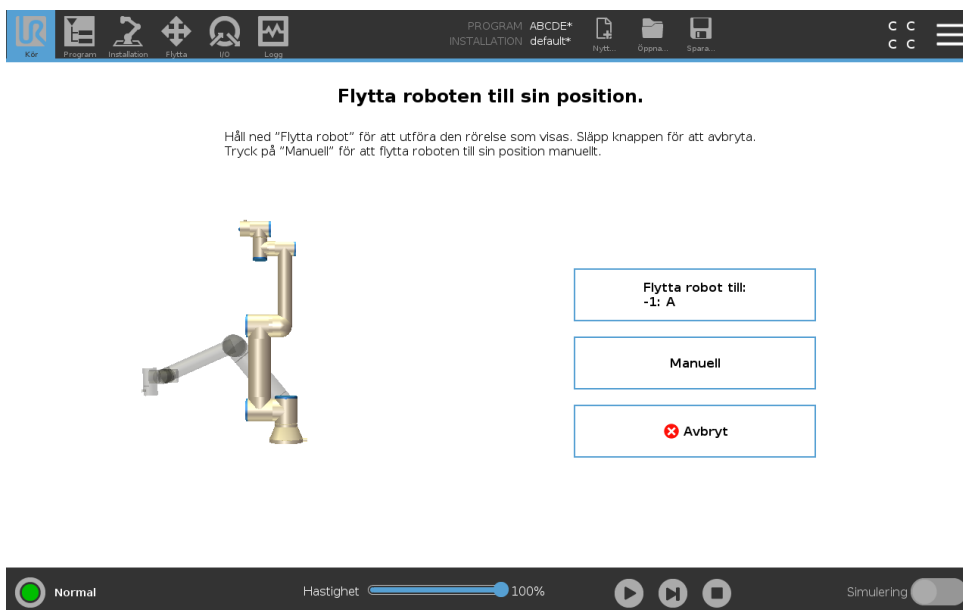 UR
PROGRAM ABCDE*
INSTALLATION default*
Kör
Program
Installation
Flytta
I/O
Logg
Nytt...
Öppna...
Spara...
C C
C C
Flytta roboten till sin position.
Håll ned "Flytta robot" för att utföra den rörelse som visas. Släpp knappen för att avbryta.
Tryck på "Manuell" för att flytta roboten till sin position manuellt.
Flytta robot till:
-1: A
Manuell
Avbryt
Normal
Hastighet
100%
Simulering